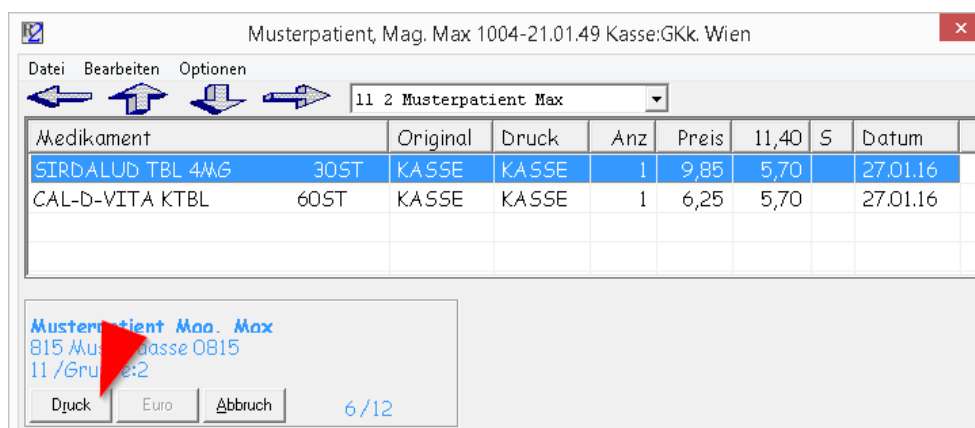 Musterpatient, Mag. Max 1004-21.01.49 Kasse:GKk. Wien
Datei Bearbeiten Optionen
11 2 Musterpatient Max
Medikament Original Druck Anz Preis 11,40 S Datum
SIRDALUD TBL 4MG 30ST KASSE KASSE 1 9,85 5,70 27.01.16
CAL-D-VITA KTBL 60ST KASSE KASSE 1 6,25 5,70 27.01.16
Musterpatient Mag. Max
815 0815
11
Druck Euro Abbruch 6/12